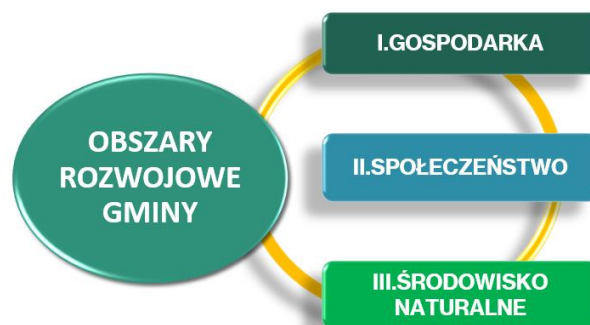 OBSZARY
ROZWOJOWE
GMINY
I.GOSPODARKA
II.SPOŁECZEŃSTWO
III.ŚRODOWISKO
NATURALNE